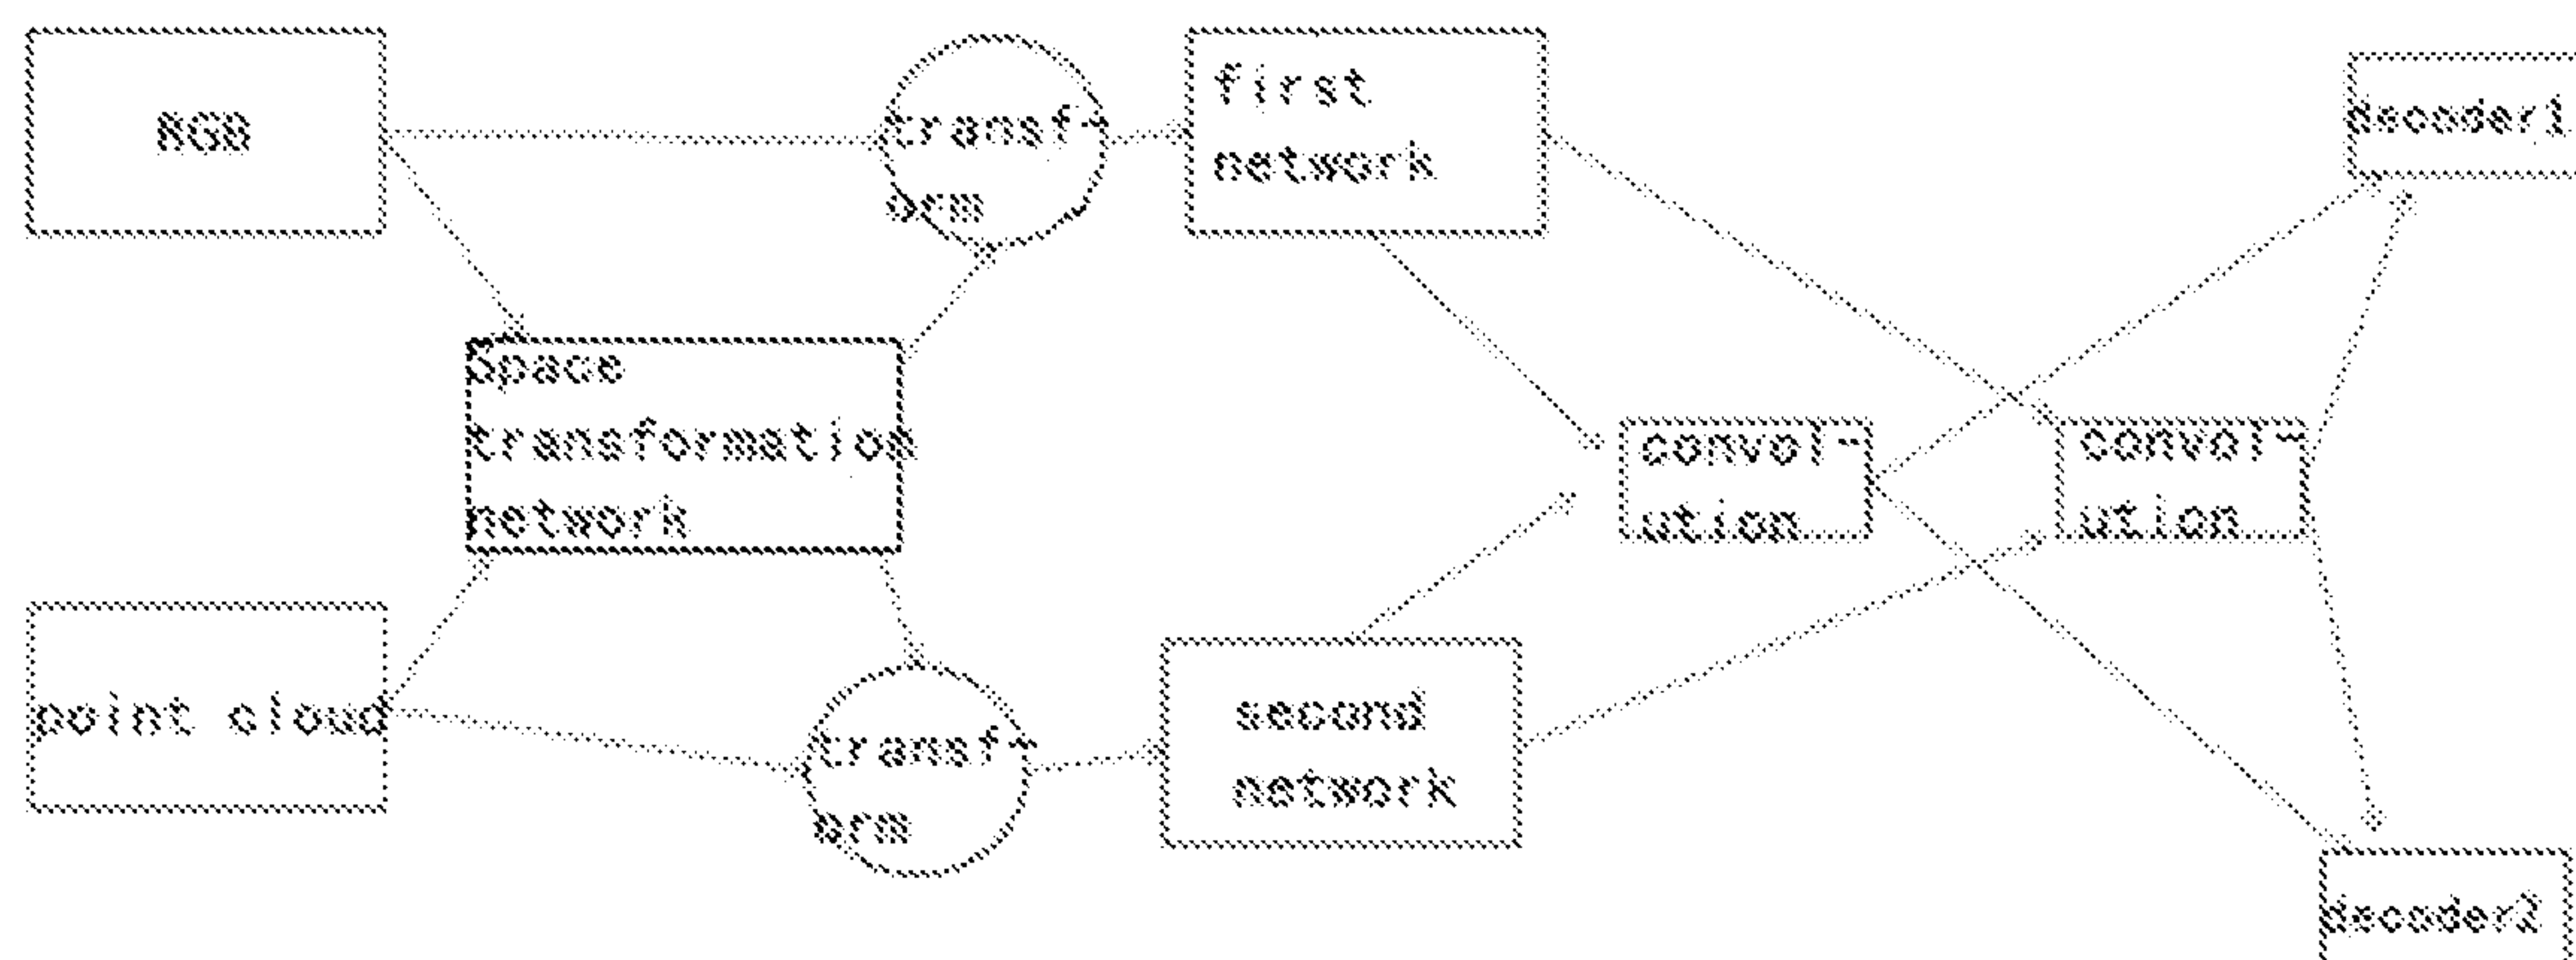 RGB
transf-
orm
first
network
decoder1
Space
transformation
network
convol-
ution
convol-
ution
point cloud
transf-
orm
second
network
decoder2